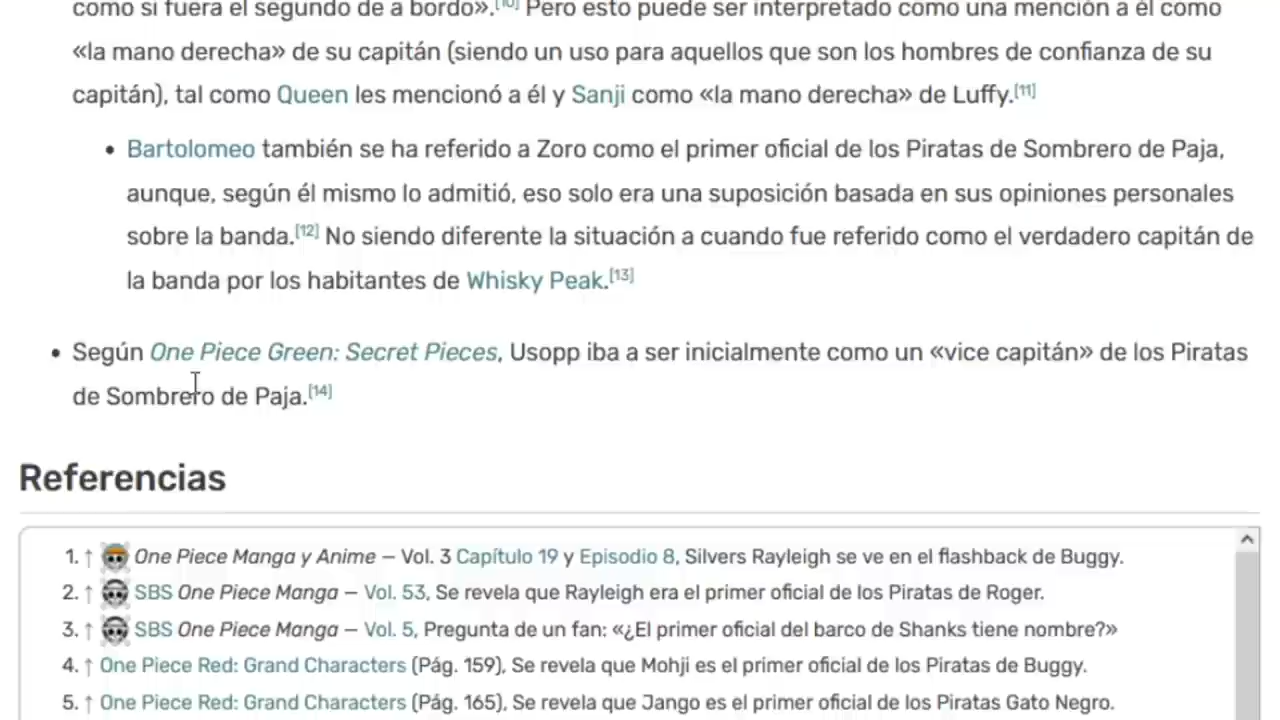 como si fuera el segundo de a bordo».[10] Pero esto puede ser interpretado como una mención a él como
«la mano derecha» de su capitán (siendo un uso para aquellos que son los hombres de confianza de su
capitán), tal como Queen les mencionó a él y Sanji como «la mano derecha» de Luffy.[11]
• Bartolomeo también se ha referido a Zoro como el primer oficial de los Piratas de Sombrero de Paja,
aunque, según él mismo lo admitió, eso solo era una suposición basada en sus opiniones personales
sobre la banda.[12] No siendo diferente la situación a cuando fue referido como el verdadero capitán de
la banda por los habitantes de Whisky Peak.[13]
• Según One Piece Green: Secret Pieces, Usopp iba a ser inicialmente como un «vice capitán» de los Piratas
de Sombrero de Paja.[14]
Referencias
1. ↑ One Piece Manga y Anime — Vol. 3 Capítulo 19 y Episodio 8, Silvers Rayleigh se ve en el flashback de Buggy.
2. ↑ SBS One Piece Manga — Vol. 53, Se revela que Rayleigh era el primer oficial de los Piratas de Roger.
3. ↑ SBS One Piece Manga — Vol. 5, Pregunta de un fan: «¿El primer oficial del barco de Shanks tiene nombre?»
4. ↑ One Piece Red: Grand Characters (Pág. 159), Se revela que Mohji es el primer oficial de los Piratas de Buggy.
5. ↑ One Piece Red: Grand Characters (Pág. 165), Se revela que Jango es el primer oficial de los Piratas Gato Negro.